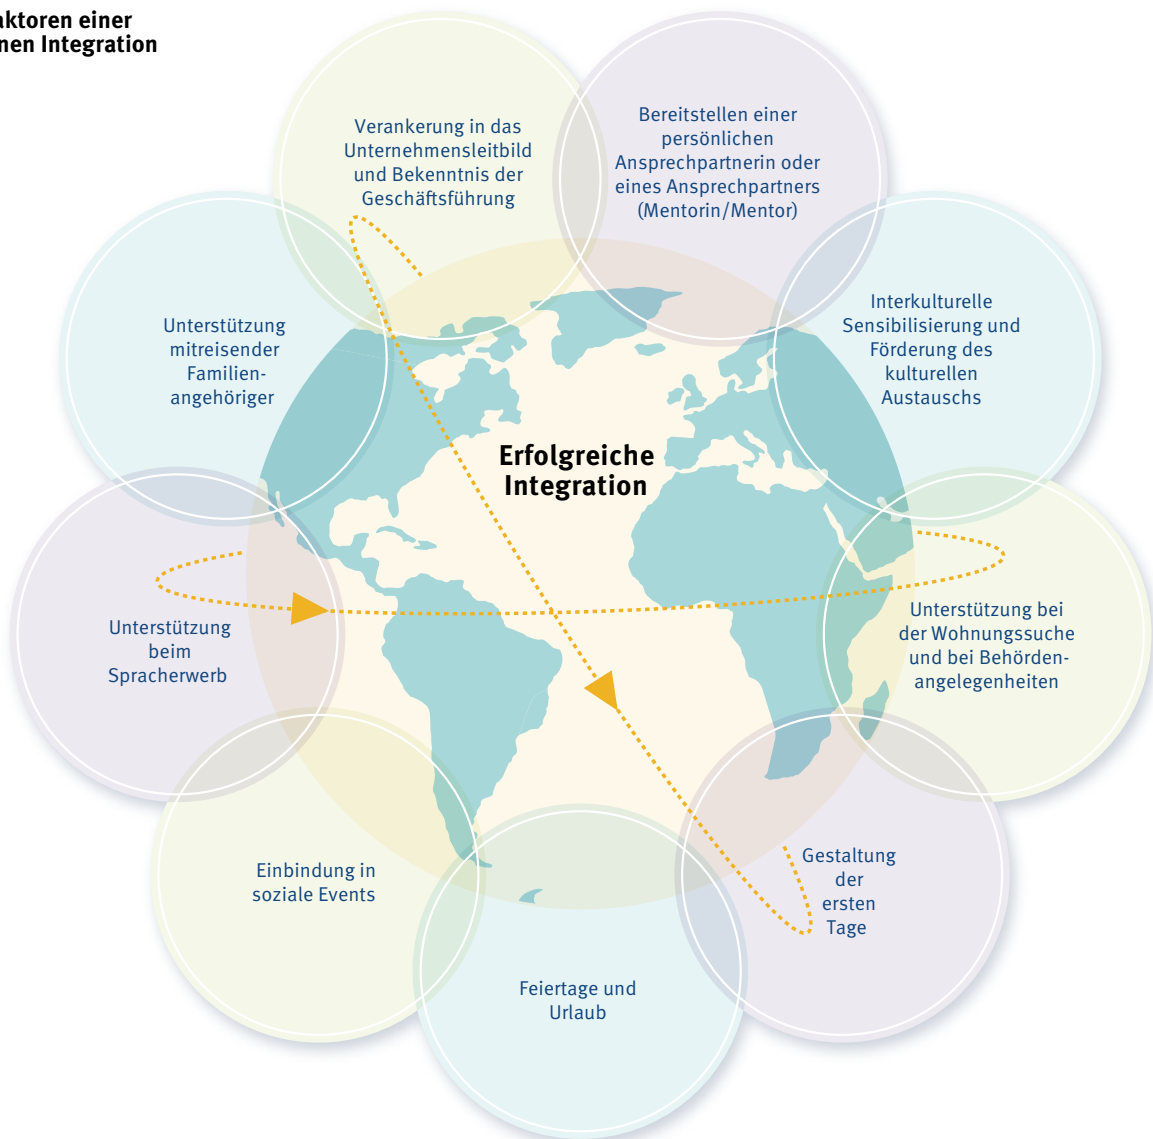 aktoren einer
nen Integration
Verankerung in das
Unternehmensleitbild
und Bekenntnis der
Geschäftsführung
Bereitstellen einer
persönlichen
Ansprechpartnerin oder
eines Ansprechpartners
(Mentorin/Mentor)
Interkulturelle
Sensibilisierung und
Förderung des
kulturellen
Austauschs
Unterstützung
mitreisender
Familien-
angehöriger
Erfolgreiche
Integration
Unterstützung bei
der Wohnungssuche
und bei Behörden-
angelegenheiten
Unterstützung
beim
Spracherwerb
Gestaltung
der
ersten
Tage
Einbindung in
soziale Events
Feiertage und
Urlaub